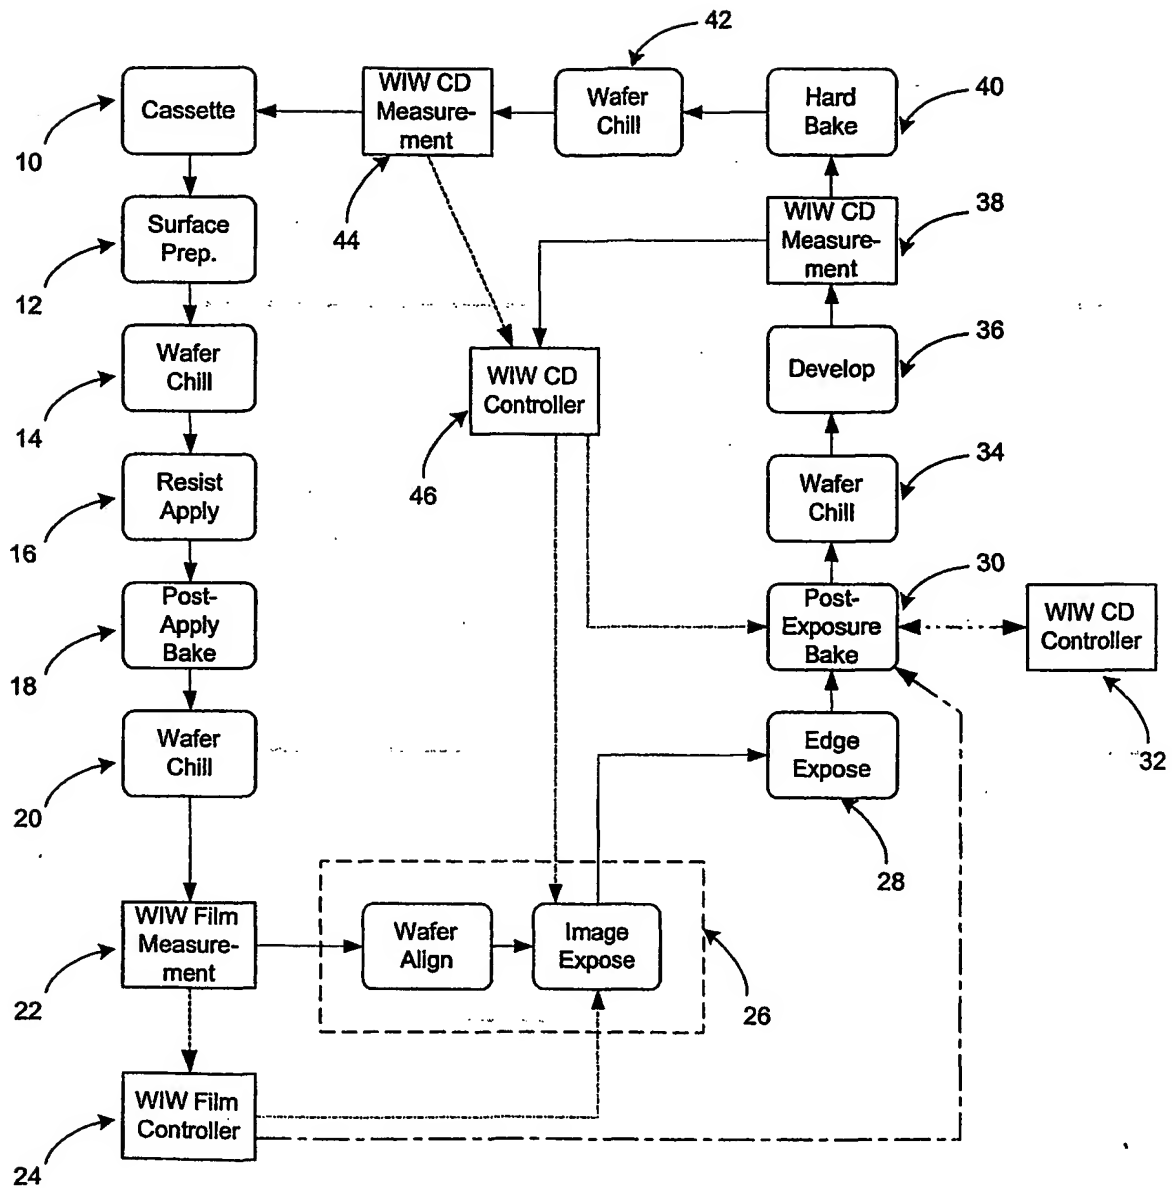 42
Cassette
10
WIW CD
Measure-
ment
44
Wafer
Chill
Hard
Bake
40
Surface
Prep.
12
WIW CD
Measure-
ment
38
Wafer
Chill
14
WIW CD
Controller
46
Develop
36
Resist
Apply
16
Wafer
Chill
34
Post-
Apply
Bake
18
Post-
Exposure
Bake
30
WIW CD
Controller
32
Wafer
Chill
20
Edge
Expose
28
WIW Film
Measure-
ment
22
Wafer
Align
Image
Expose
26
WIW Film
Controller
24